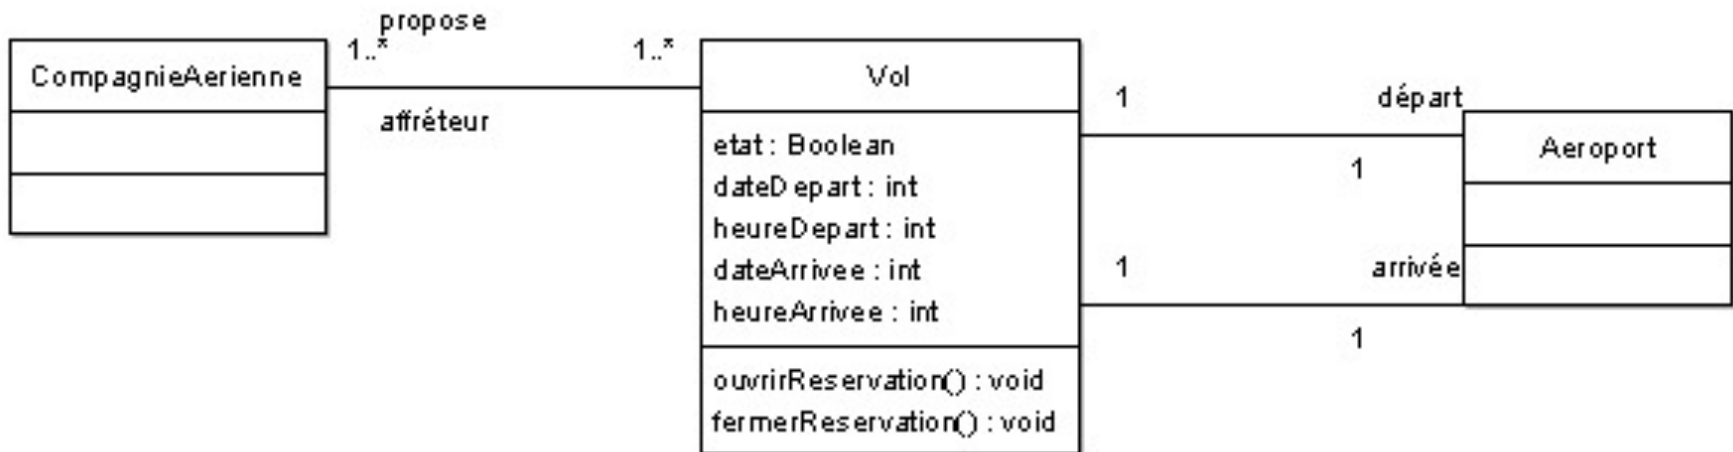 propose
1..*
1..*
CompagnieAerienne
affréteur
Vol
etat : Boolean
dateDepart : int
heureDepart : int
dateArrivee : int
heureArrivee : int
ouvrirReservation() : void
fermerReservation() : void
1
départ
1
Aeroport
1
arrivée
1